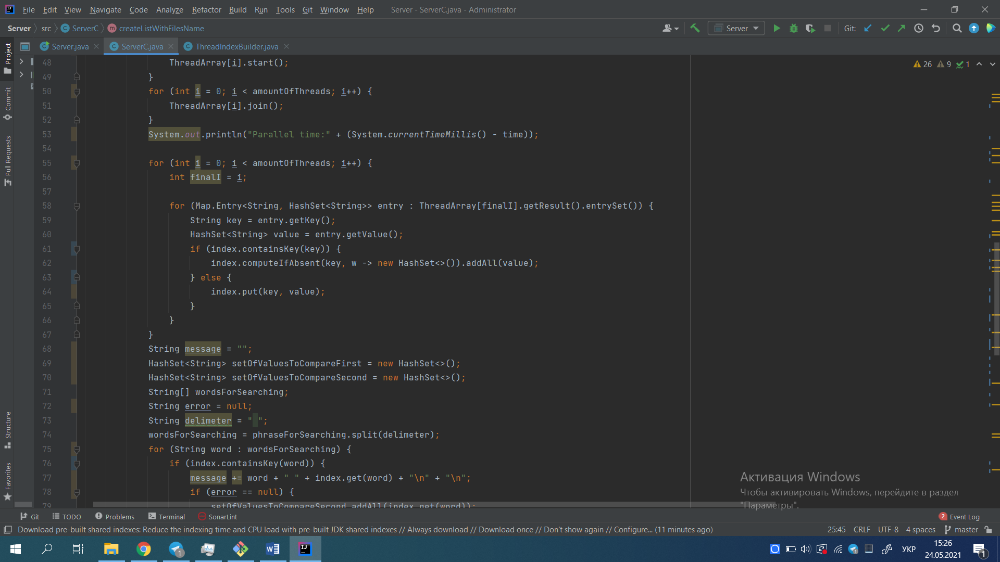 File Edit View Navigate Code Analyze Refactor Build Run Tools Git Window Help Server - ServerC.java - Administrator
Server src ServerC createListWithFilesName Server Git:
Server.java ServerC.java ThreadIndexBuilder.java
26 9 1
Project
Commit
Pull Requests
Structure
Favorites
48 ThreadArray[i].start();
49 }
50 for (int i = 0; i < amountOfThreads; i++) {
51 ThreadArray[i].join();
52 }
53 System.out.println("Parallel time:" + (System.currentTimeMillis() - time));
54
55 for (int i = 0; i < amountOfThreads; i++) {
56 int finalI = i;
57
58 for (Map.Entry<String, HashSet<String>> entry : ThreadArray[finalI].getResult().entrySet()) {
59 String key = entry.getKey();
60 HashSet<String> value = entry.getValue();
61 if (index.containsKey(key)) {
62 index.computeIfAbsent(key, w -> new HashSet<>()).addAll(value);
63 } else {
64 index.put(key, value);
65 }
66 }
67 }
68 String message = "";
69 HashSet<String> setOfValuesToCompareFirst = new HashSet<>();
70 HashSet<String> setOfValuesToCompareSecond = new HashSet<>();
71 String[] wordsForSearching;
72 String error = null;
73 String delimeter = " ";
74 wordsForSearching = phraseForSearching.split(delimeter);
75 for (String word : wordsForSearching) {
76 if (index.containsKey(word)) {
77 message += word + " " + index.get(word) + "\n" + "\n";
78 if (error == null) {
79 setOfValuesToCompareSecond.addAll(index.get(word));
Активация Windows
Чтобы активировать Windows, перейдите в раздел
"Параметры".
Git TODO Problems Terminal SonarLint 2 Event Log
Download pre-built shared indexes: Reduce the indexing time and CPU load with pre-built JDK shared indexes // Always download // Download once // Don't show again // Configure... (11 minutes ago) 25:45 CRLF UTF-8 4 spaces master
1 УКР 15:26
24.05.2021 1